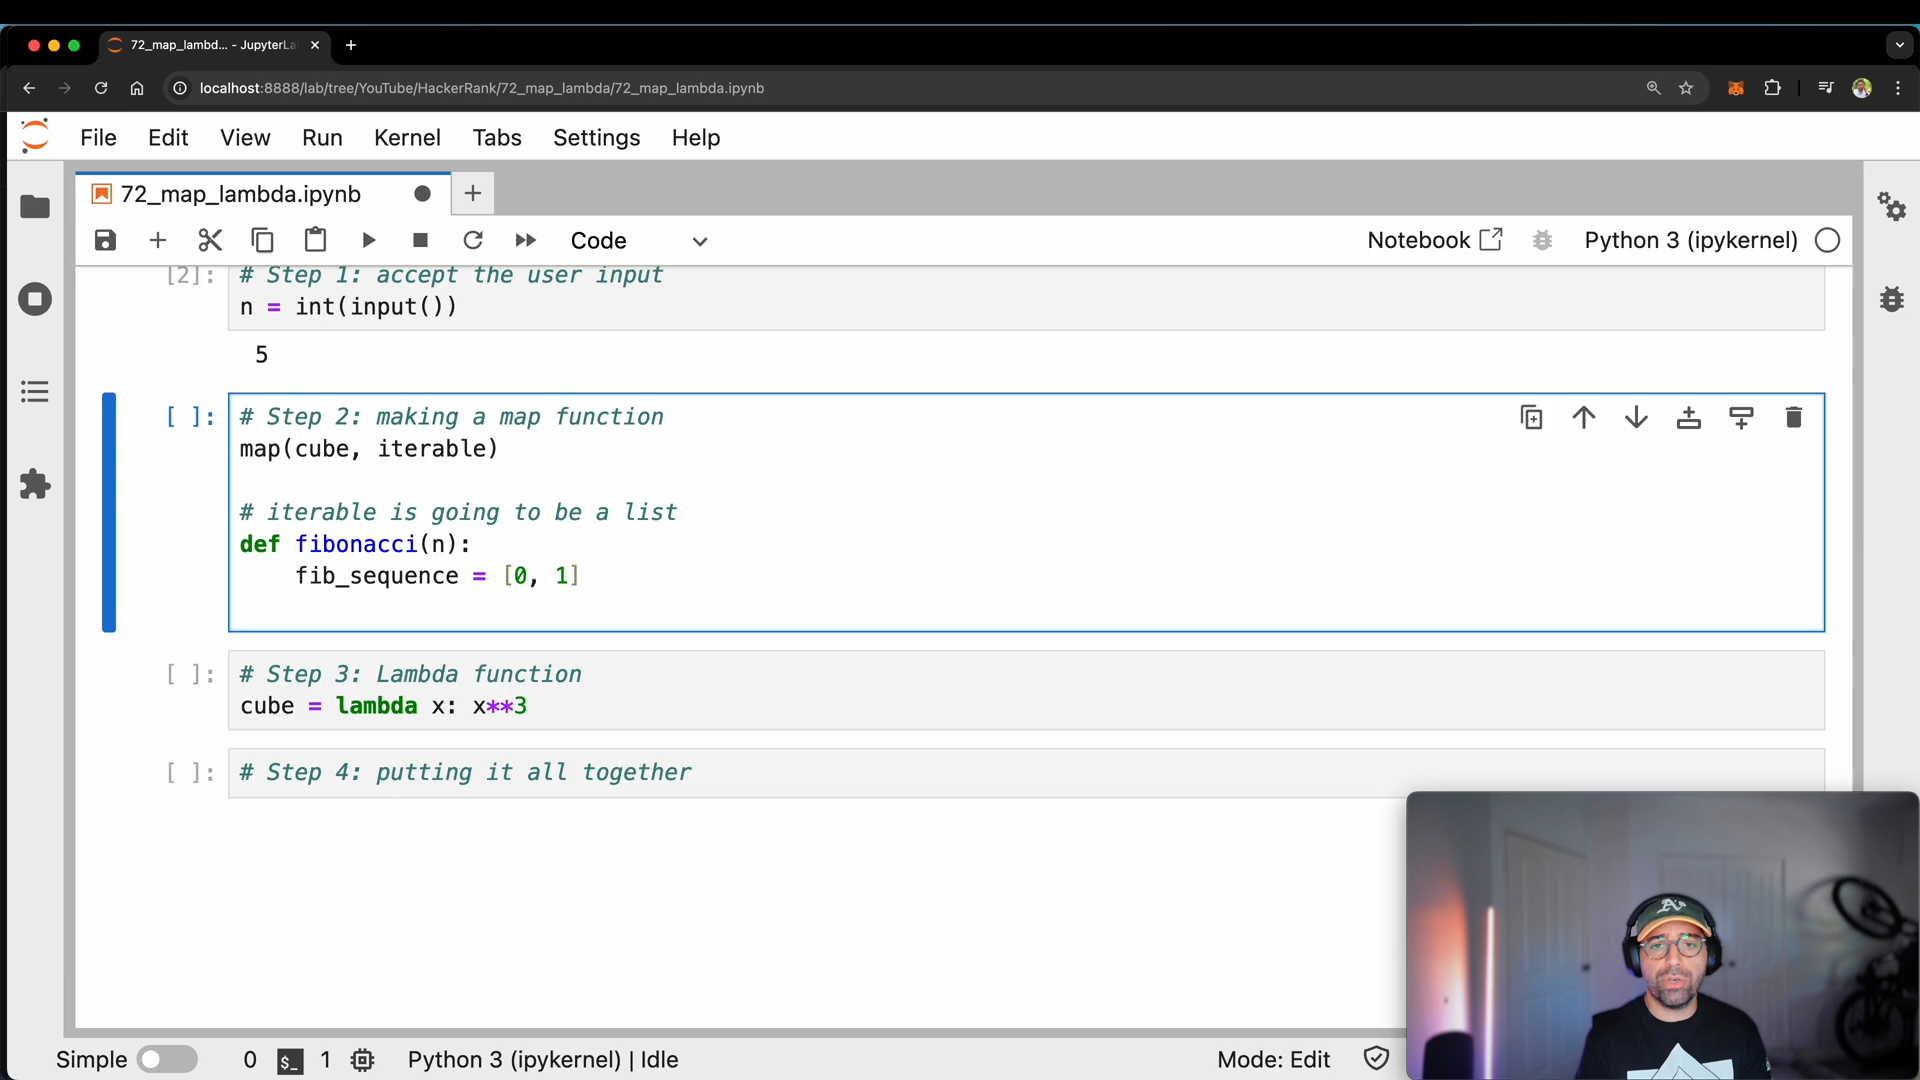 72_map_lambd... - JupyterLa
localhost:8888/lab/tree/YouTube/HackerRank/72_map_lambda/72_map_lambda.ipynb
File Edit View Run Kernel Tabs Settings Help
72_map_lambda.ipynb
Code
Notebook
Python 3 (ipykernel)
[2]:
# Step 1: accept the user input
n = int(input())
5
[ ]:
# Step 2: making a map function
map(cube, iterable)
# iterable is going to be a list
def fibonacci(n):
fib_sequence = [0, 1]
[ ]:
# Step 3: Lambda function
cube = lambda x: x**3
[ ]:
# Step 4: putting it all together
Simple
0
$_
1
Python 3 (ipykernel) | Idle
Mode: Edit